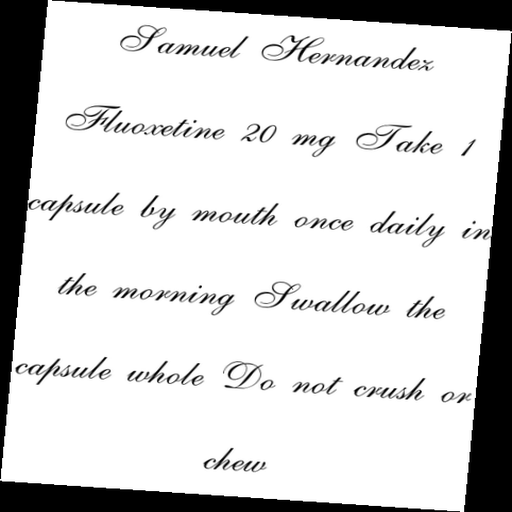 Samuel Hernandez
Fluoxetine 20 mg Take 1
capsule by mouth once daily in
the morning Swallow the
capsule whole Do not crush or
chew